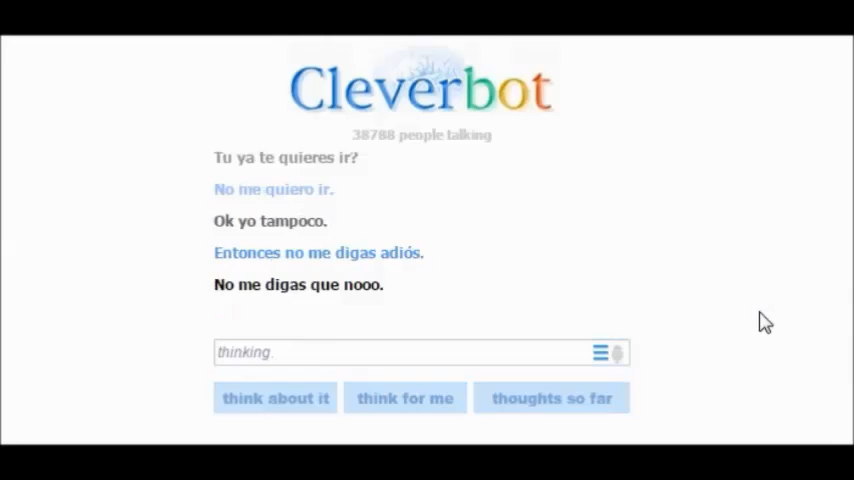 Cleverbot
38788 people talking
Tu ya te quieres ir?
No me quiero ir.
Ok yo tampoco.
Entonces no me digas adiós.
No me digas que nooo.
thinking.
think about it
think for me
thoughts so far